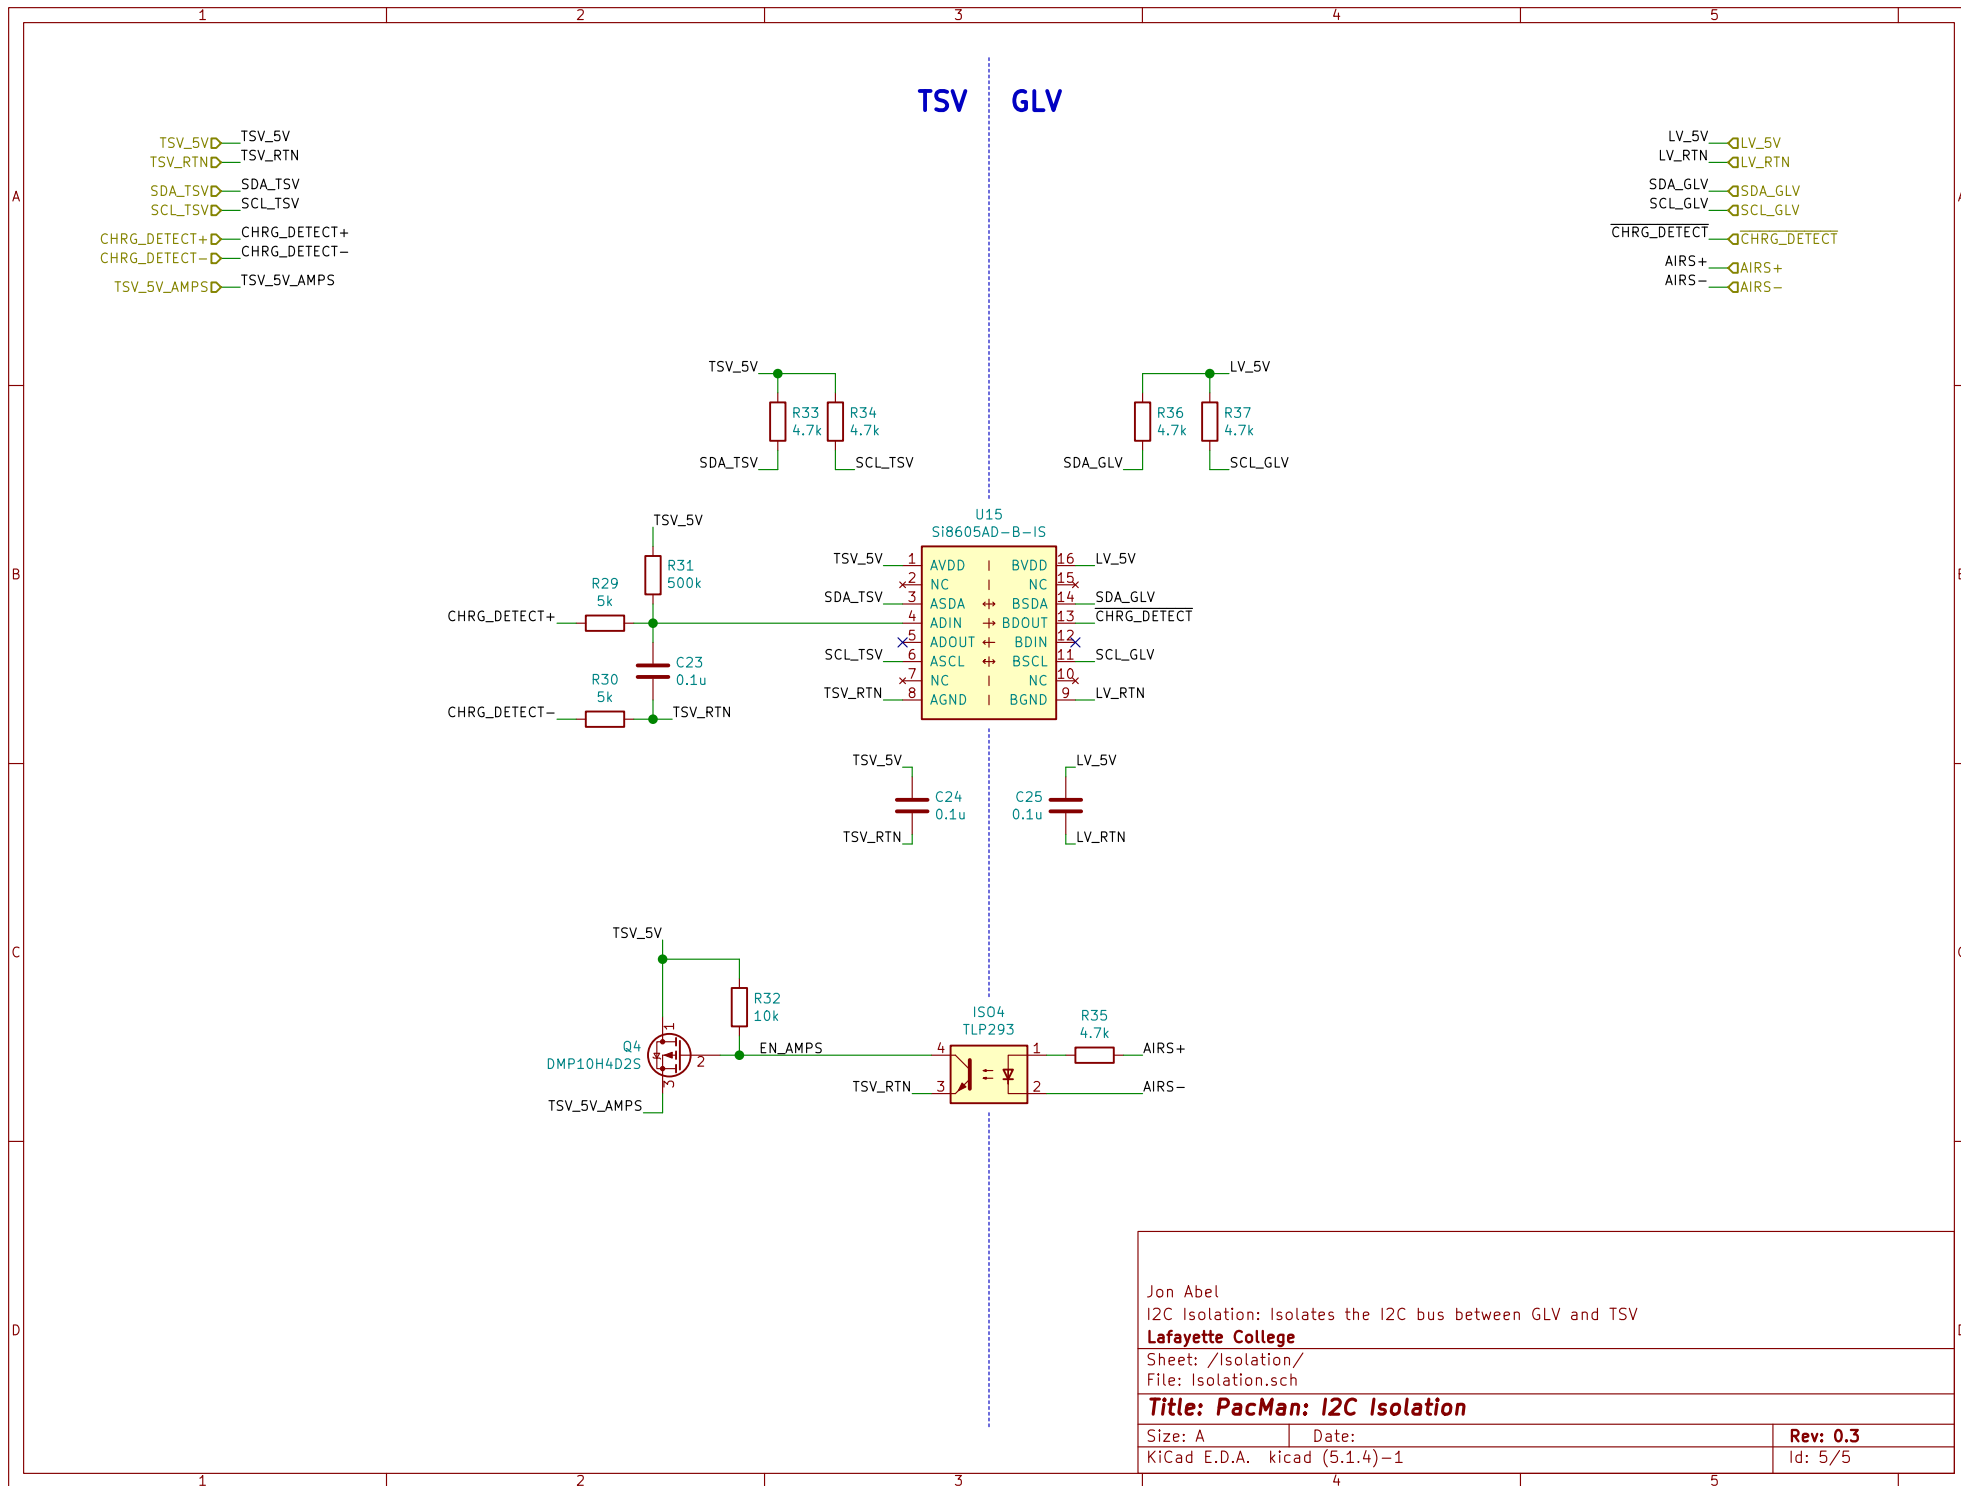 1 2 3 4 5
TSV GLV
TSV_5V TSV_5V
TSV_RTN TSV_RTN
SDA_TSV SDA_TSV
SCL_TSV SCL_TSV
CHRG_DETECT+ CHRG_DETECT+
CHRG_DETECT- CHRG_DETECT-
TSV_5V_AMPS TSV_5V_AMPS
LV_5V LV_5V
LV_RTN LV_RTN
SDA_GLV SDA_GLV
SCL_GLV SCL_GLV
CHRG_DETECT CHRG_DETECT
AIRS+ AIRS+
AIRS- AIRS-
A
TSV_5V
R33
4.7k
R34
4.7k
SDA_TSV SCL_TSV
LV_5V
R36
4.7k
R37
4.7k
SDA_GLV SCL_GLV
B
TSV_5V
R31
500k
R29
5k
CHRG_DETECT+
C23
0.1u
R30
5k
CHRG_DETECT- TSV_RTN
U15
Si8605AD-B-IS
TSV_5V 1 AVDD BVDD 16 LV_5V
2 NC NC 15
SDA_TSV 3 ASDA BSDA 14 SDA_GLV
4 ADIN BDOUT 13 CHRG_DETECT
5 ADOUT BDIN 12
SCL_TSV 6 ASCL BSCL 11 SCL_GLV
7 NC NC 10
TSV_RTN 8 AGND BGND 9 LV_RTN
TSV_5V
C24
0.1u
TSV_RTN
LV_5V
C25
0.1u
LV_RTN
C
TSV_5V
R32
10k
Q4
DMP10H4D2S
1
2
3
TSV_5V_AMPS
EN_AMPS
ISO4
TLP293
4 1
TSV_RTN 3 2
R35
4.7k
AIRS+
AIRS-
D
Jon Abel
I2C Isolation: Isolates the I2C bus between GLV and TSV
Lafayette College
Sheet: /Isolation/
File: Isolation.sch
Title: PacMan: I2C Isolation
Size: A Date: Rev: 0.3
KiCad E.D.A. kicad (5.1.4)-1 Id: 5/5
1 2 3 4 5